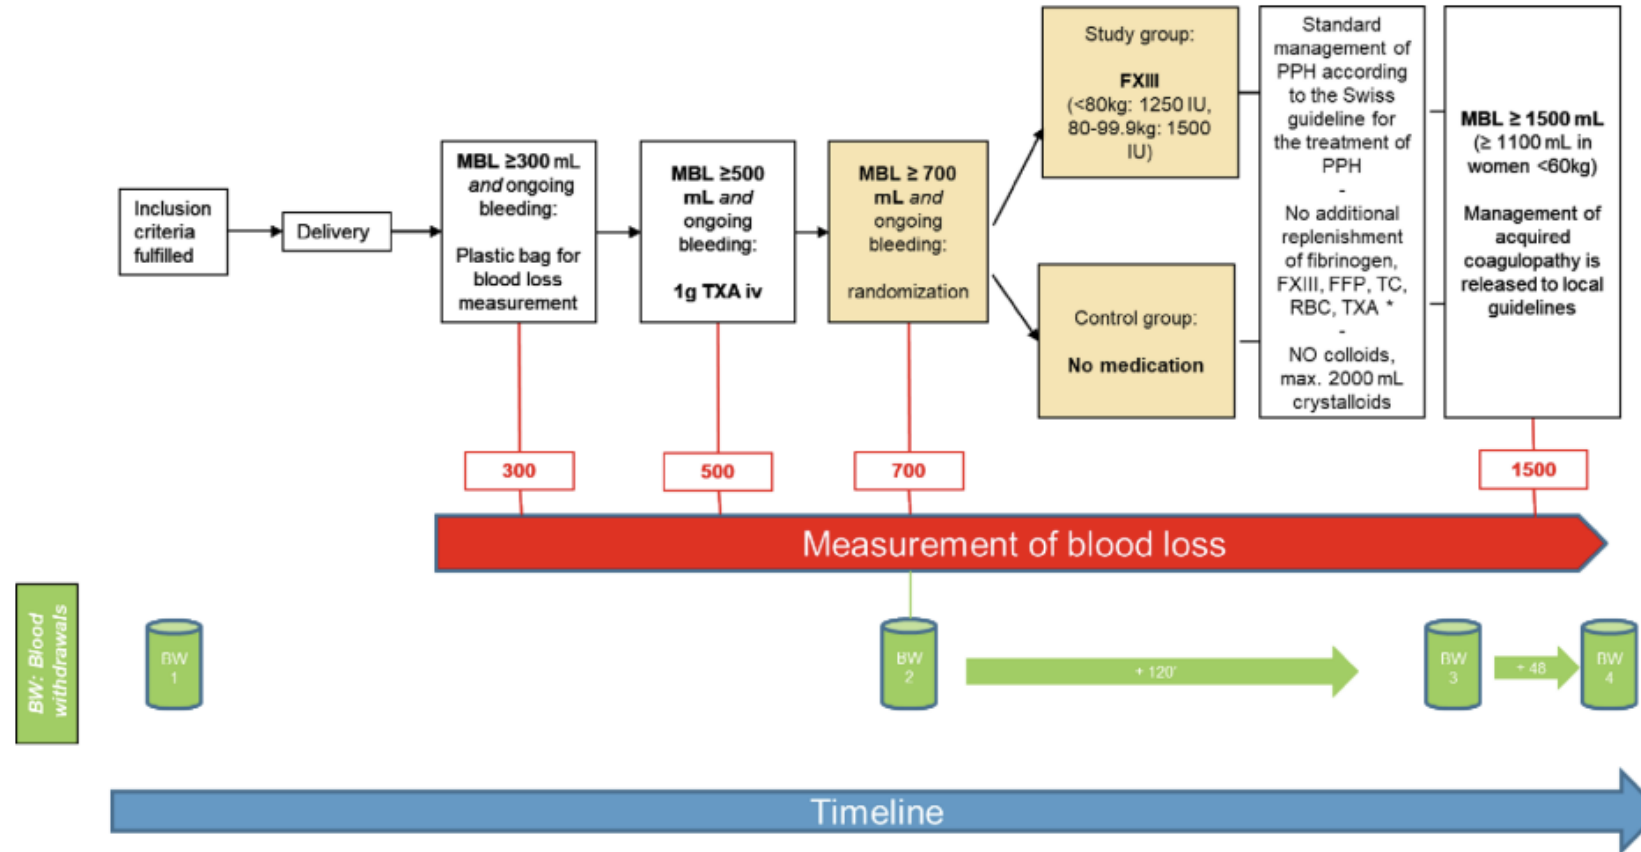 Inclusion
criteria
fulfilled
Delivery
MBL ≥300 mL
and ongoing
bleeding:
Plastic bag for
blood loss
measurement
MBL ≥500
mL and
ongoing
bleeding:
1g TXA iv
MBL ≥ 700
mL and
ongoing
bleeding:
randomization
Study group:
FXIII
(<80kg: 1250 IU,
80-99.9kg: 1500
IU)
Control group:
No medication
Standard
management of
PPH according
to the Swiss
guideline for
the treatment of
PPH
-
No additional
replenishment
of fibrinogen,
FXIII, FFP, TC,
RBC, TXA *
-
NO colloids,
max. 2000 mL
crystalloids
MBL ≥ 1500 mL
(≥ 1100 mL in
women <60kg)
Management of
acquired
coagulopathy is
released to local
guidelines
300
500
700
1500
Measurement of blood loss
BW: Blood
withdrawals
BW
1
BW
2
+ 120'
BW
3
+ 48
BW
4
Timeline